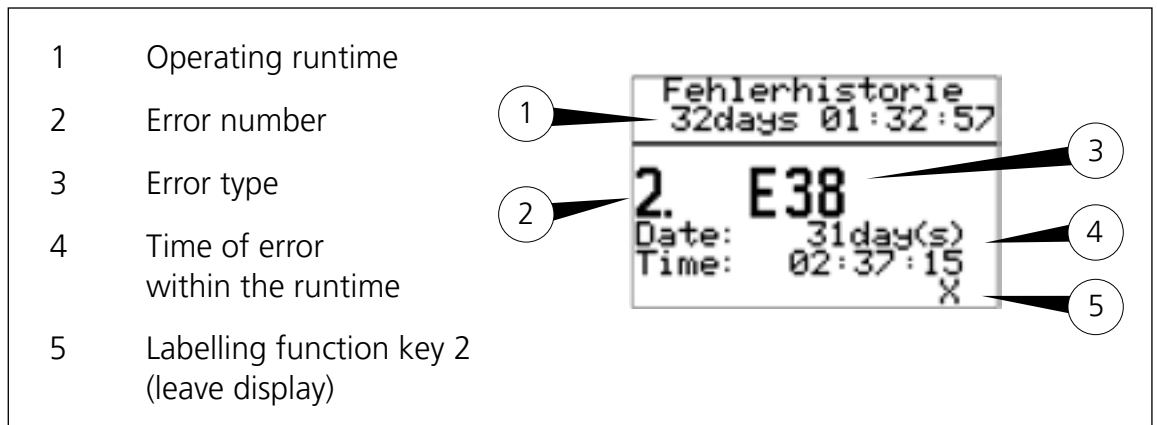 1 Operating runtime
2 Error number
3 Error type
4 Time of error
within the runtime
5 Labelling function key 2
(leave display)
Fehlerhistorie
32days 01:32:57
2. E38
Date: 31day(s)
Time: 02:37:15
X
1
2
3
4
5